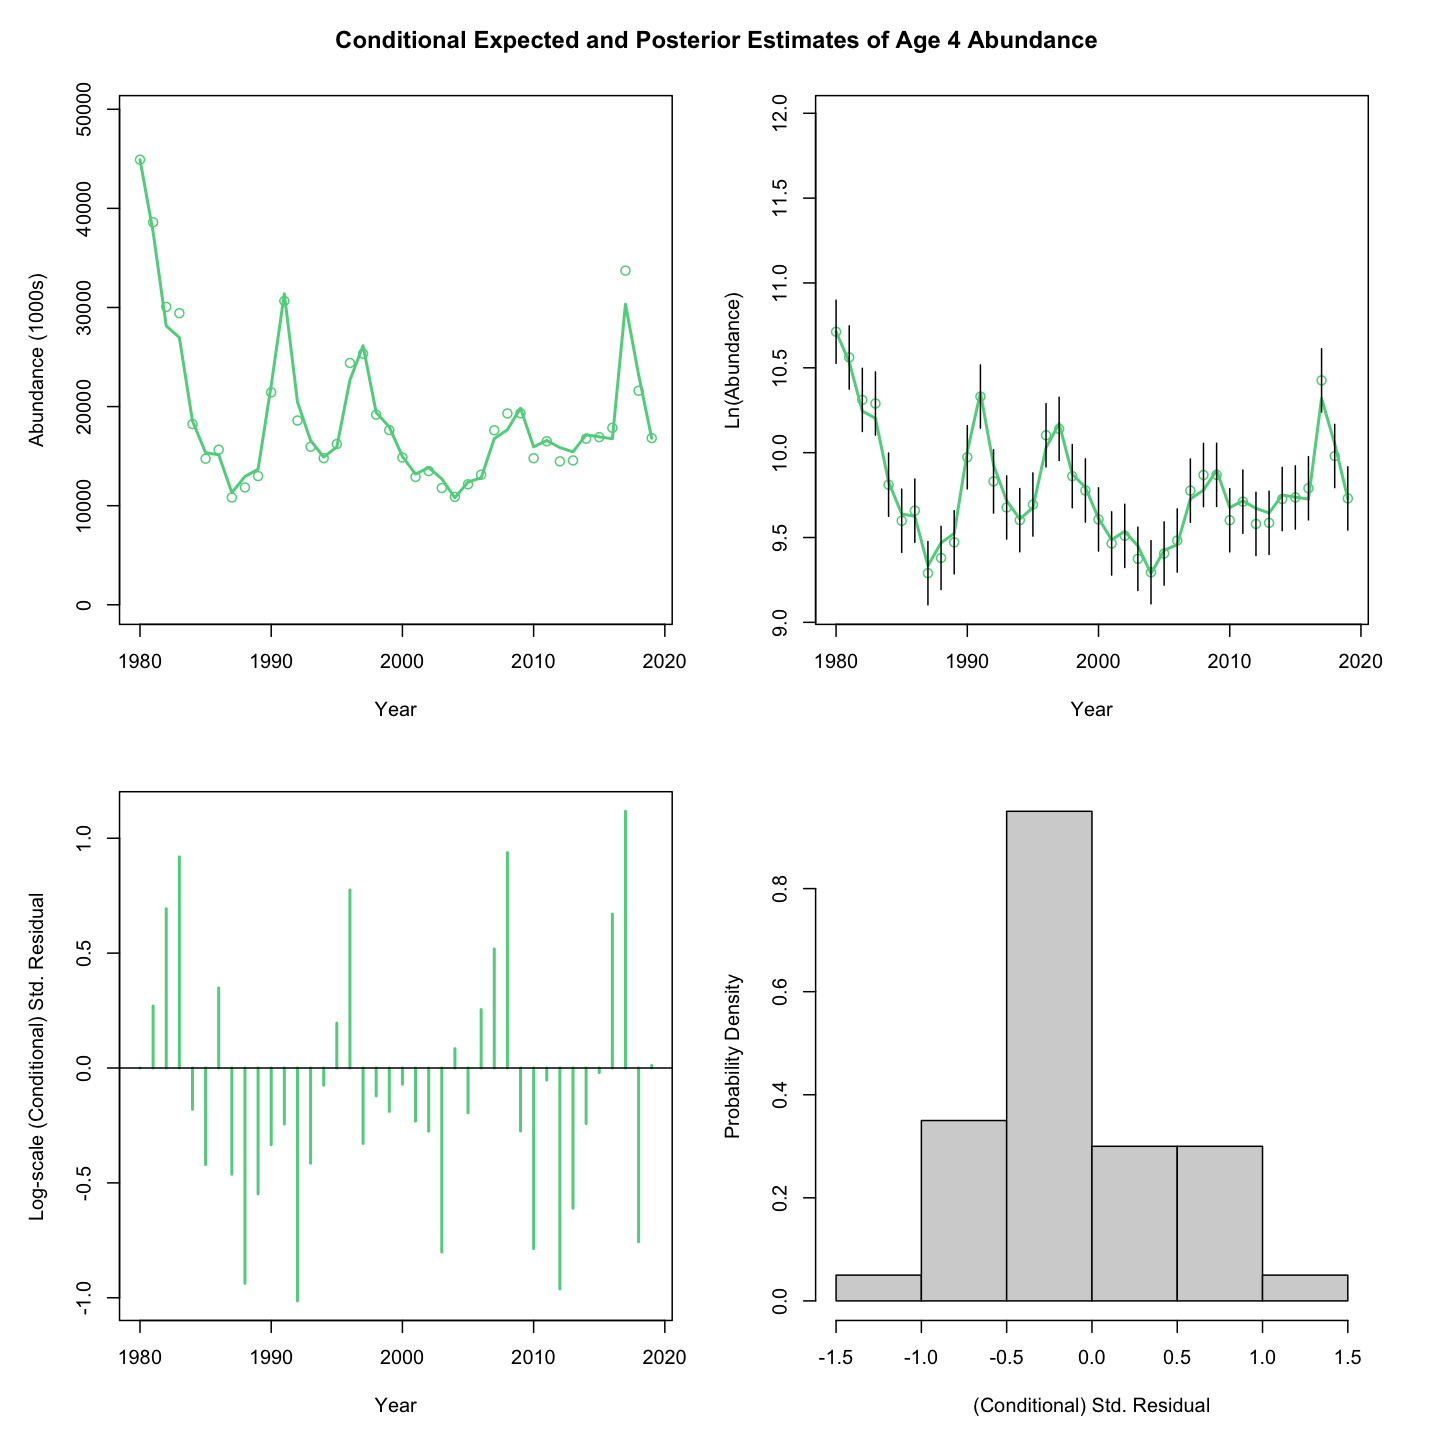 Conditional Expected and Posterior Estimates of Age 4 Abundance
Abundance (1000s)
50000
40000
30000
20000
10000
0
1980 1990 2000 2010 2020
Year
Ln(Abundance)
12.0
11.5
11.0
10.5
10.0
9.5
9.0
1980 1990 2000 2010 2020
Year
Log-scale (Conditional) Std. Residual
1.0
0.5
0.0
-0.5
-1.0
1980 1990 2000 2010 2020
Year
Probability Density
0.8
0.6
0.4
0.2
0.0
-1.5 -1.0 -0.5 0.0 0.5 1.0 1.5
(Conditional) Std. Residual